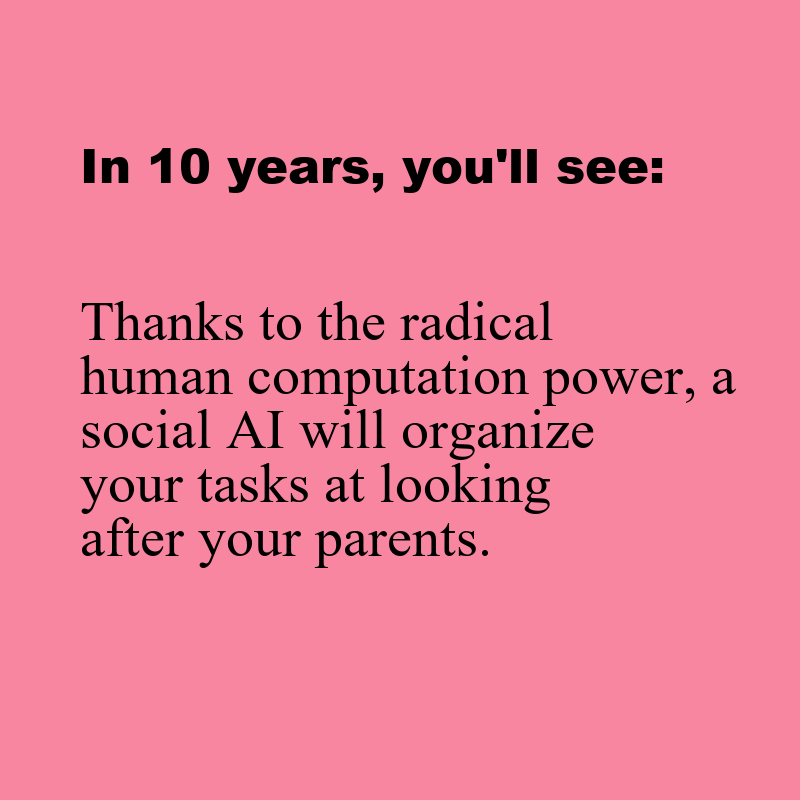 In 10 years, you'll see:
Thanks to the radical
human computation power, a
social AI will organize
your tasks at looking
after your parents.